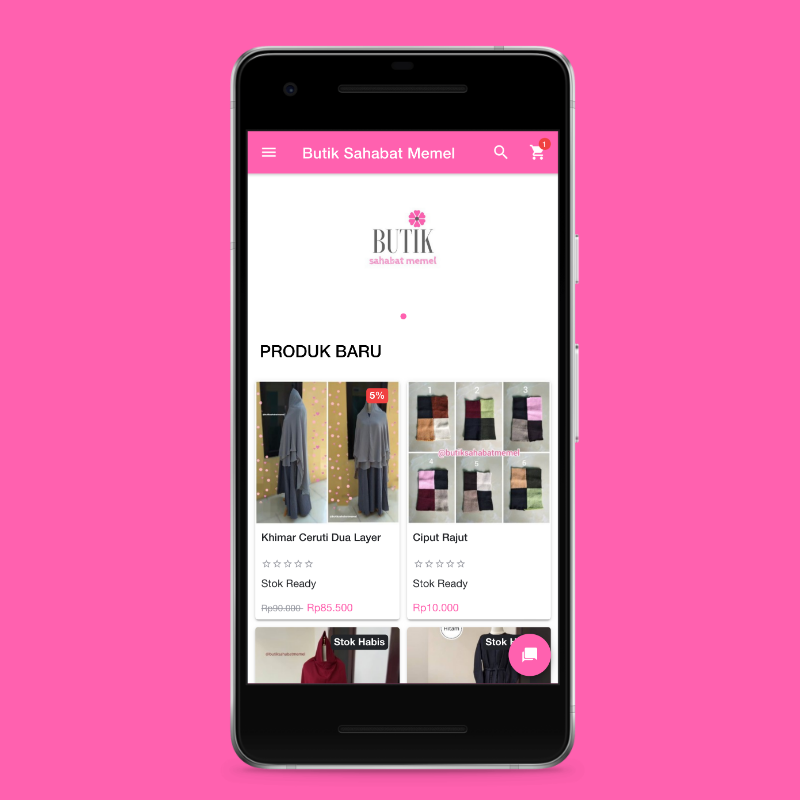 Butik Sahabat Memel
1
BUTIK
sahabat memel
PRODUK BARU
5%
1
2
3
@butiksahabatmemel
4
5
6
Khimar Ceruti Dua Layer
Ciput Rajut
Stok Ready
Stok Ready
Rp90.000 Rp85.500
Rp10.000
Stok Habis
Hitam
Stok H